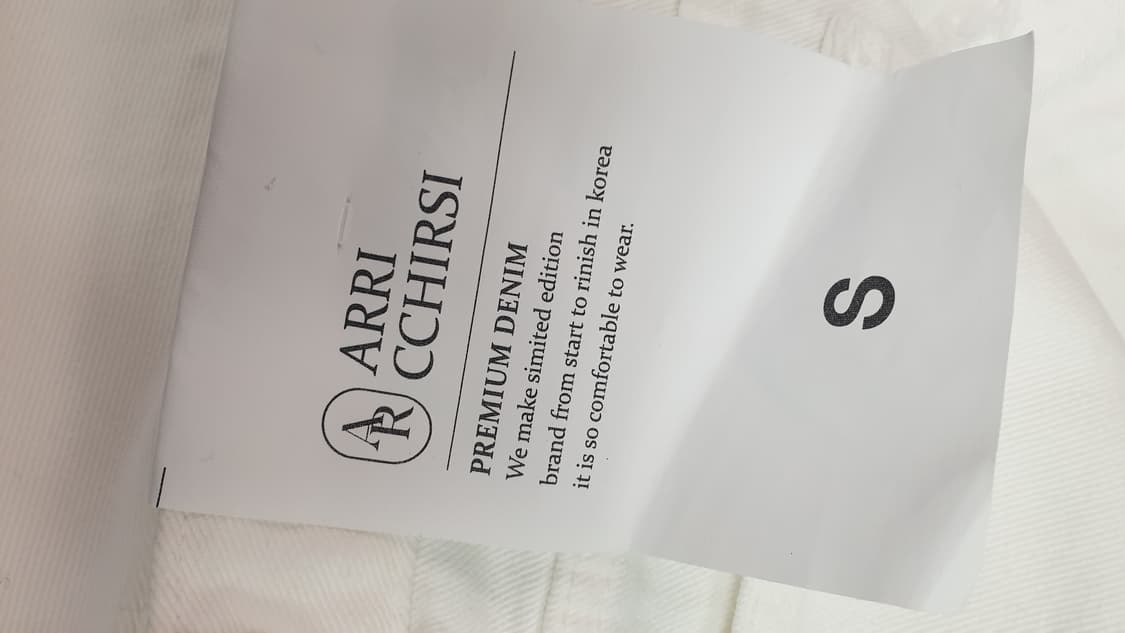 AR
ARRI
CCHIRSI
PREMIUM DENIM
We make simited edition
brand from start to rinish in korea
it is so comfortable to wear.
S